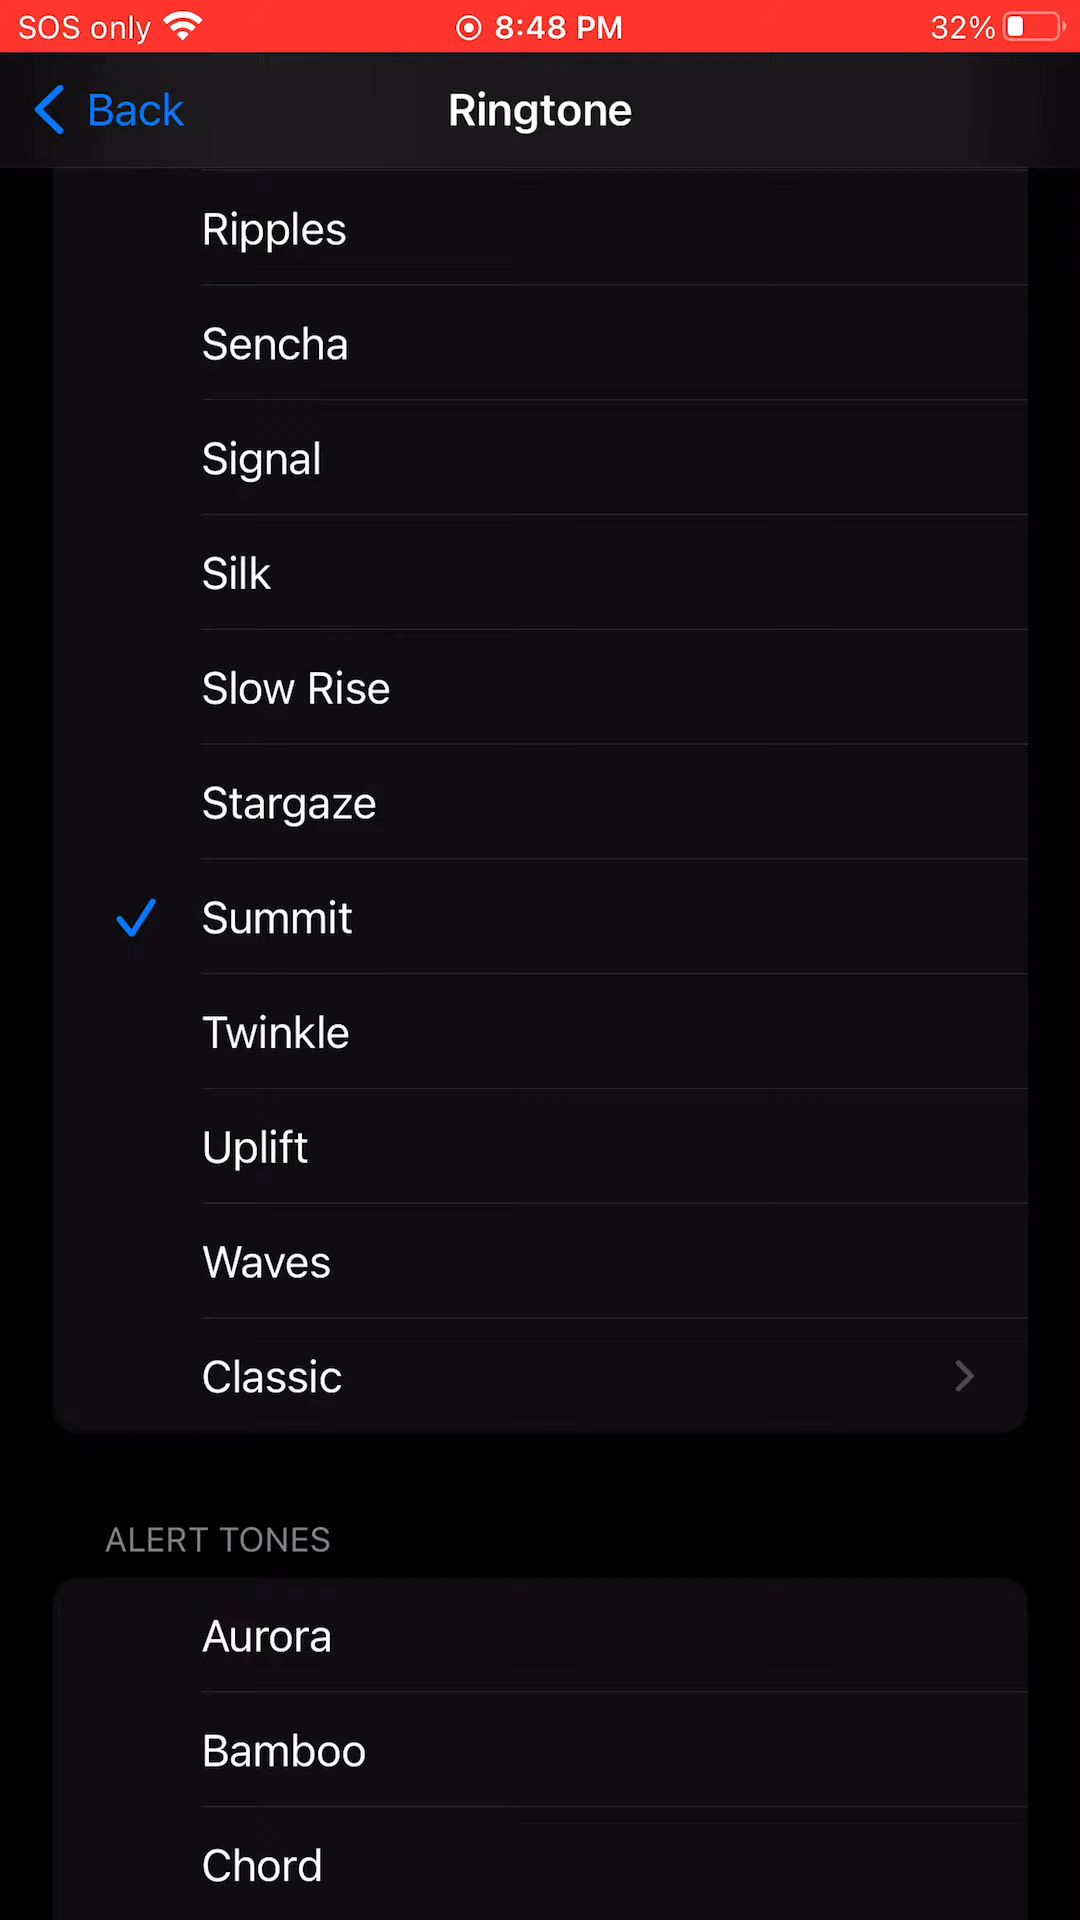 SOS only 8:48 PM 32%
Back Ringtone
Ripples
Sencha
Signal
Silk
Slow Rise
Stargaze
Summit
Twinkle
Uplift
Waves
Classic
ALERT TONES
Aurora
Bamboo
Chord